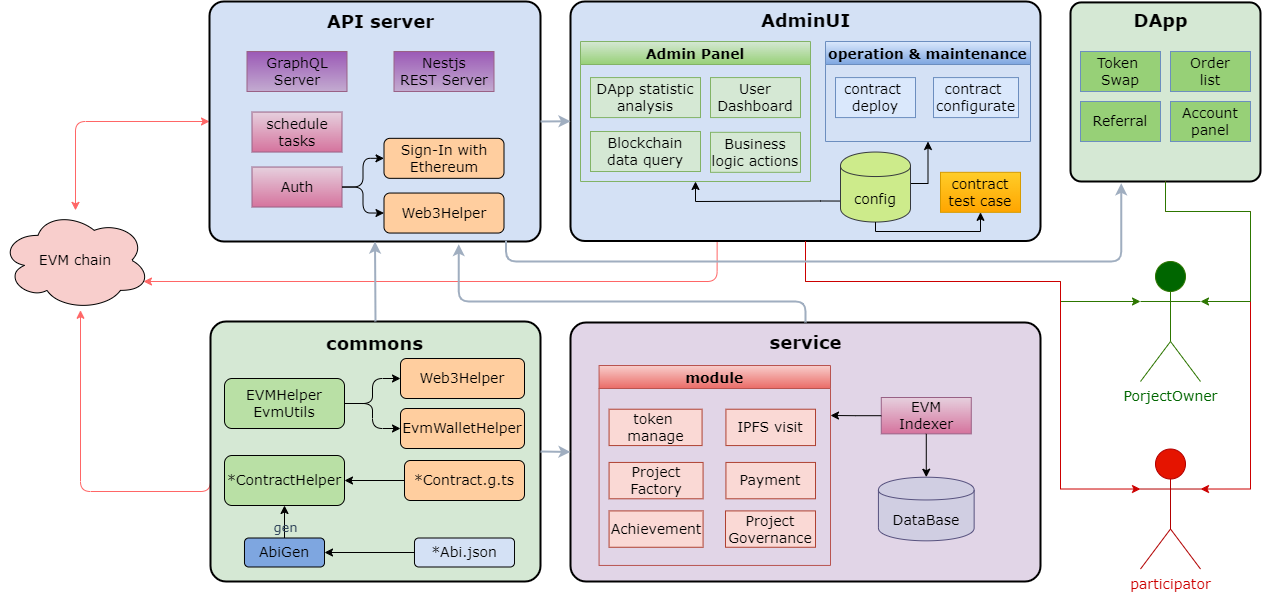 API server
GraphQL
Server
Nestjs
REST Server
schedule
tasks
Auth
Sign-In with
Ethereum
Web3Helper
AdminUI
Admin Panel
DApp statistic
analysis
User
Dashboard
Blockchain
data query
Business
logic actions
operation & maintenance
contract
deploy
contract
configurate
config
contract
test case
DApp
Token
Swap
Order
list
Referral
Account
panel
EVM chain
commons
EVMHelper
EvmUtils
Web3Helper
EvmWalletHelper
*ContractHelper
*Contract.g.ts
gen
AbiGen
*Abi.json
service
module
token
manage
IPFS visit
Project
Factory
Payment
Achievement
Project
Governance
EVM
Indexer
DataBase
PorjectOwner
participator